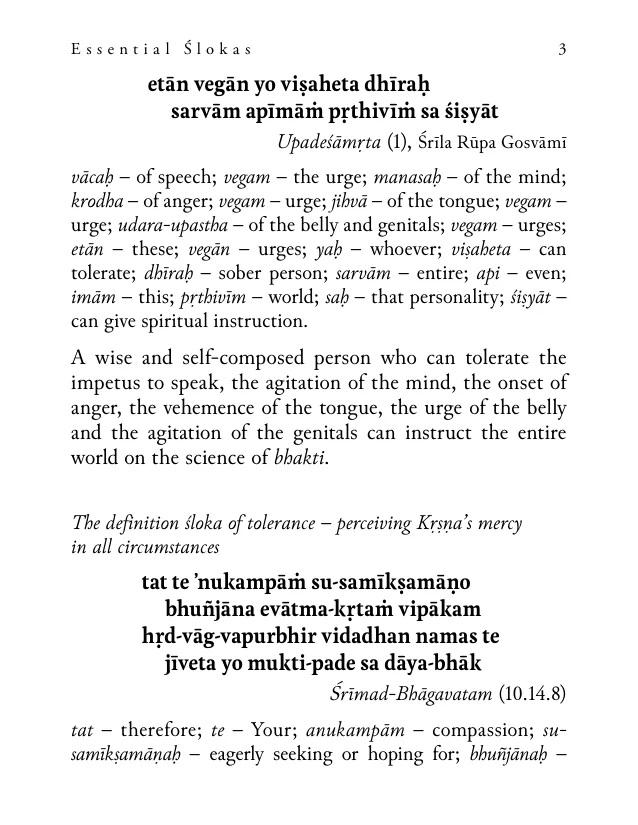 Essential Ślokas 3
etān vegān yo viṣaheta dhīraḥ
sarvām apīmāṁ pṛthivīṁ sa śiṣyāt
Upadeśāmṛta (1), Śrīla Rūpa Gosvāmī
vācaḥ – of speech; vegam – the urge; manasaḥ – of the mind;
krodha – of anger; vegam – urge; jihvā – of the tongue; vegam –
urge; udara-upastha – of the belly and genitals; vegam – urges;
etān – these; vegān – urges; yaḥ – whoever; viṣaheta – can
tolerate; dhīraḥ – sober person; sarvām – entire; api – even;
imām – this; pṛthivīm – world; saḥ – that personality; śiṣyāt –
can give spiritual instruction.
A wise and self-composed person who can tolerate the
impetus to speak, the agitation of the mind, the onset of
anger, the vehemence of the tongue, the urge of the belly
and the agitation of the genitals can instruct the entire
world on the science of bhakti.
The definition śloka of tolerance – perceiving Kṛṣṇa’s mercy
in all circumstances
tat te ’nukampāṁ su-samīkṣamāṇo
bhuñjāna evātma-kṛtaṁ vipākam
hṛd-vāg-vapurbhir vidadhan namas te
jīveta yo mukti-pade sa dāya-bhāk
Śrīmad-Bhāgavatam (10.14.8)
tat – therefore; te – Your; anukampām – compassion; su-
samīkṣamāṇaḥ – eagerly seeking or hoping for; bhuñjānaḥ –